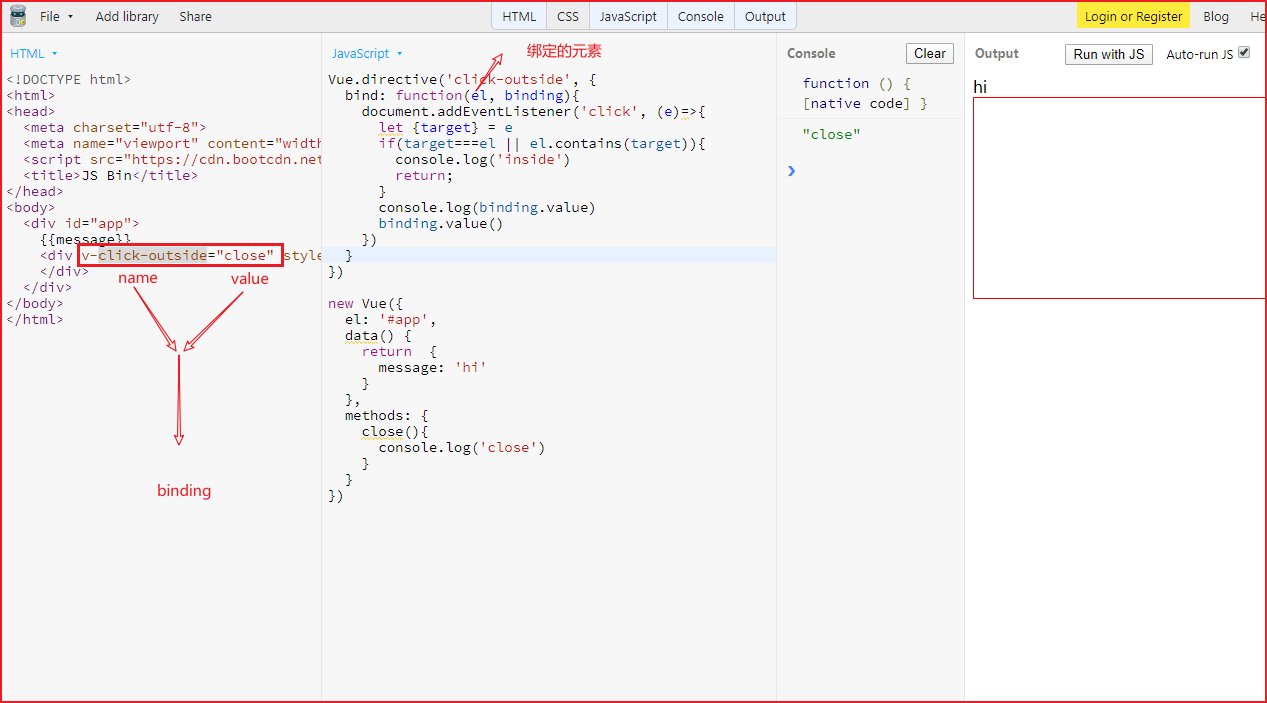 File Add library Share HTML CSS JavaScript Console Output Login or Register Blog He
HTML
<!DOCTYPE html>
<html>
<head>
<meta charset="utf-8">
<meta name="viewport" content="width
<script src="https://cdn.bootcdn.net
<title>JS Bin</title>
</head>
<body>
<div id="app">
{{message}}
<div v-click-outside="close" style
</div>
</div>
</body>
</html>
name value
binding
JavaScript
绑定的元素
Vue.directive('click-outside', {
bind: function(el, binding){
document.addEventListener('click', (e)=>{
let {target} = e
if(target===el || el.contains(target)){
console.log('inside')
return;
}
console.log(binding.value)
binding.value()
})
}
})
new Vue({
el: '#app',
data() {
return {
message: 'hi'
}
},
methods: {
close(){
console.log('close')
}
}
})
Console Clear
function () {
[native code] }
"close"
Output Run with JS Auto-run JS
hi